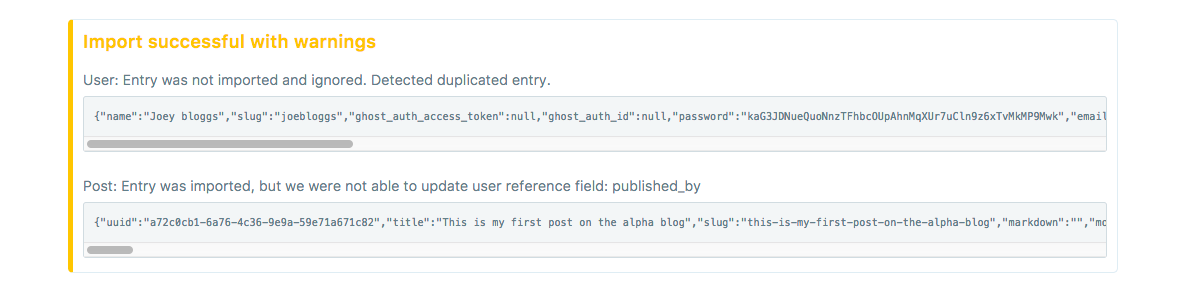 Import successful with warnings
User: Entry was not imported and ignored. Detected duplicated entry.
{"name":"Joey bloggs","slug":"joebloggs","ghost_auth_access_token":null,"ghost_auth_id":null,"password":"kaG3JDNueQuoNnzTFhbcOUpAhnMqXUr7uCln9z6xTvMkMP9Mwk","email
Post: Entry was imported, but we were not able to update user reference field: published_by
{"uuid":"a72c0cb1-6a76-4c36-9e9a-59e71a671c82","title":"This is my first post on the alpha blog","slug":"this-is-my-first-post-on-the-alpha-blog","markdown":"","mo